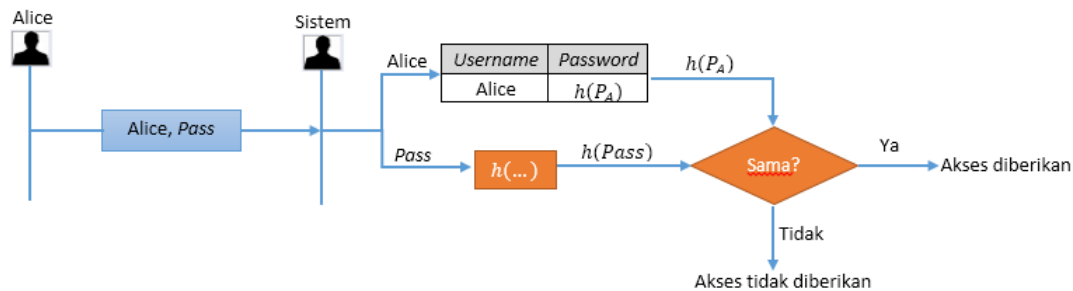 Alice
Sistem
Alice
Username Password
Alice h(P_A)
h(P_A)
Alice, Pass
Pass
h(...)
h(Pass)
Sama?
Ya
Akses diberikan
Tidak
Akses tidak diberikan